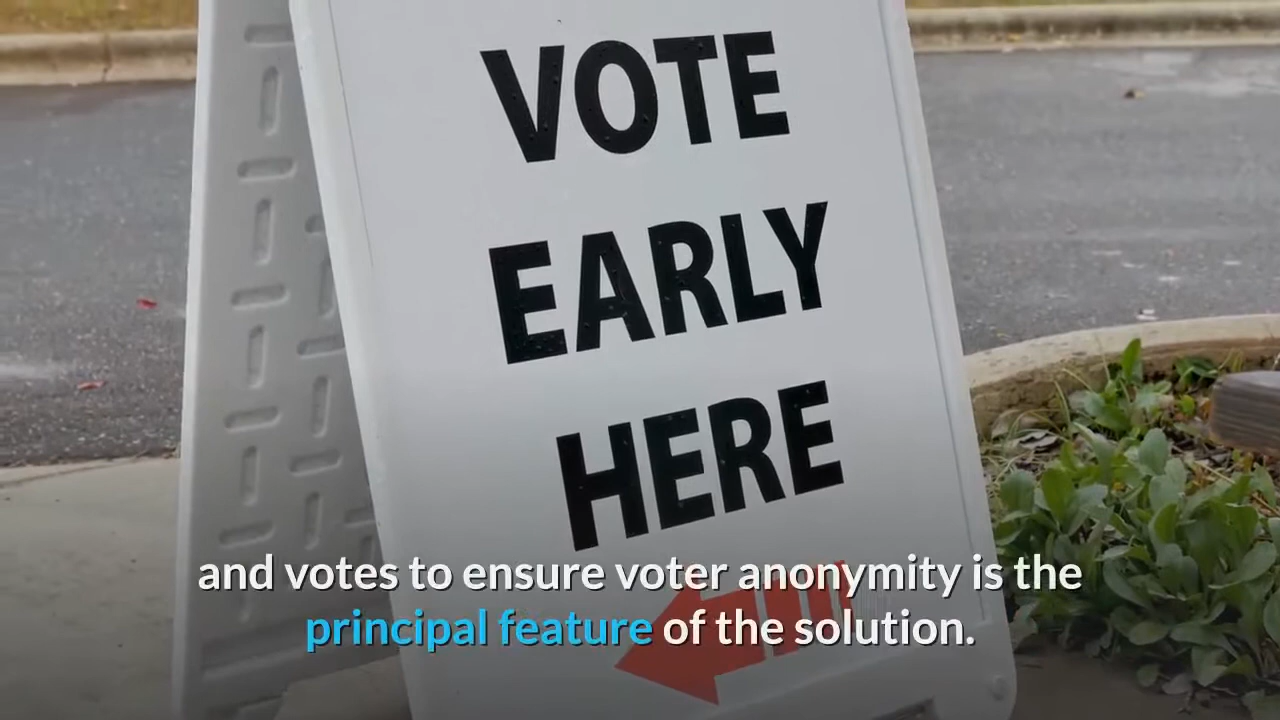 VOTE
EARLY
HERE
and votes to ensure voter anonymity is the
principal feature of the solution.